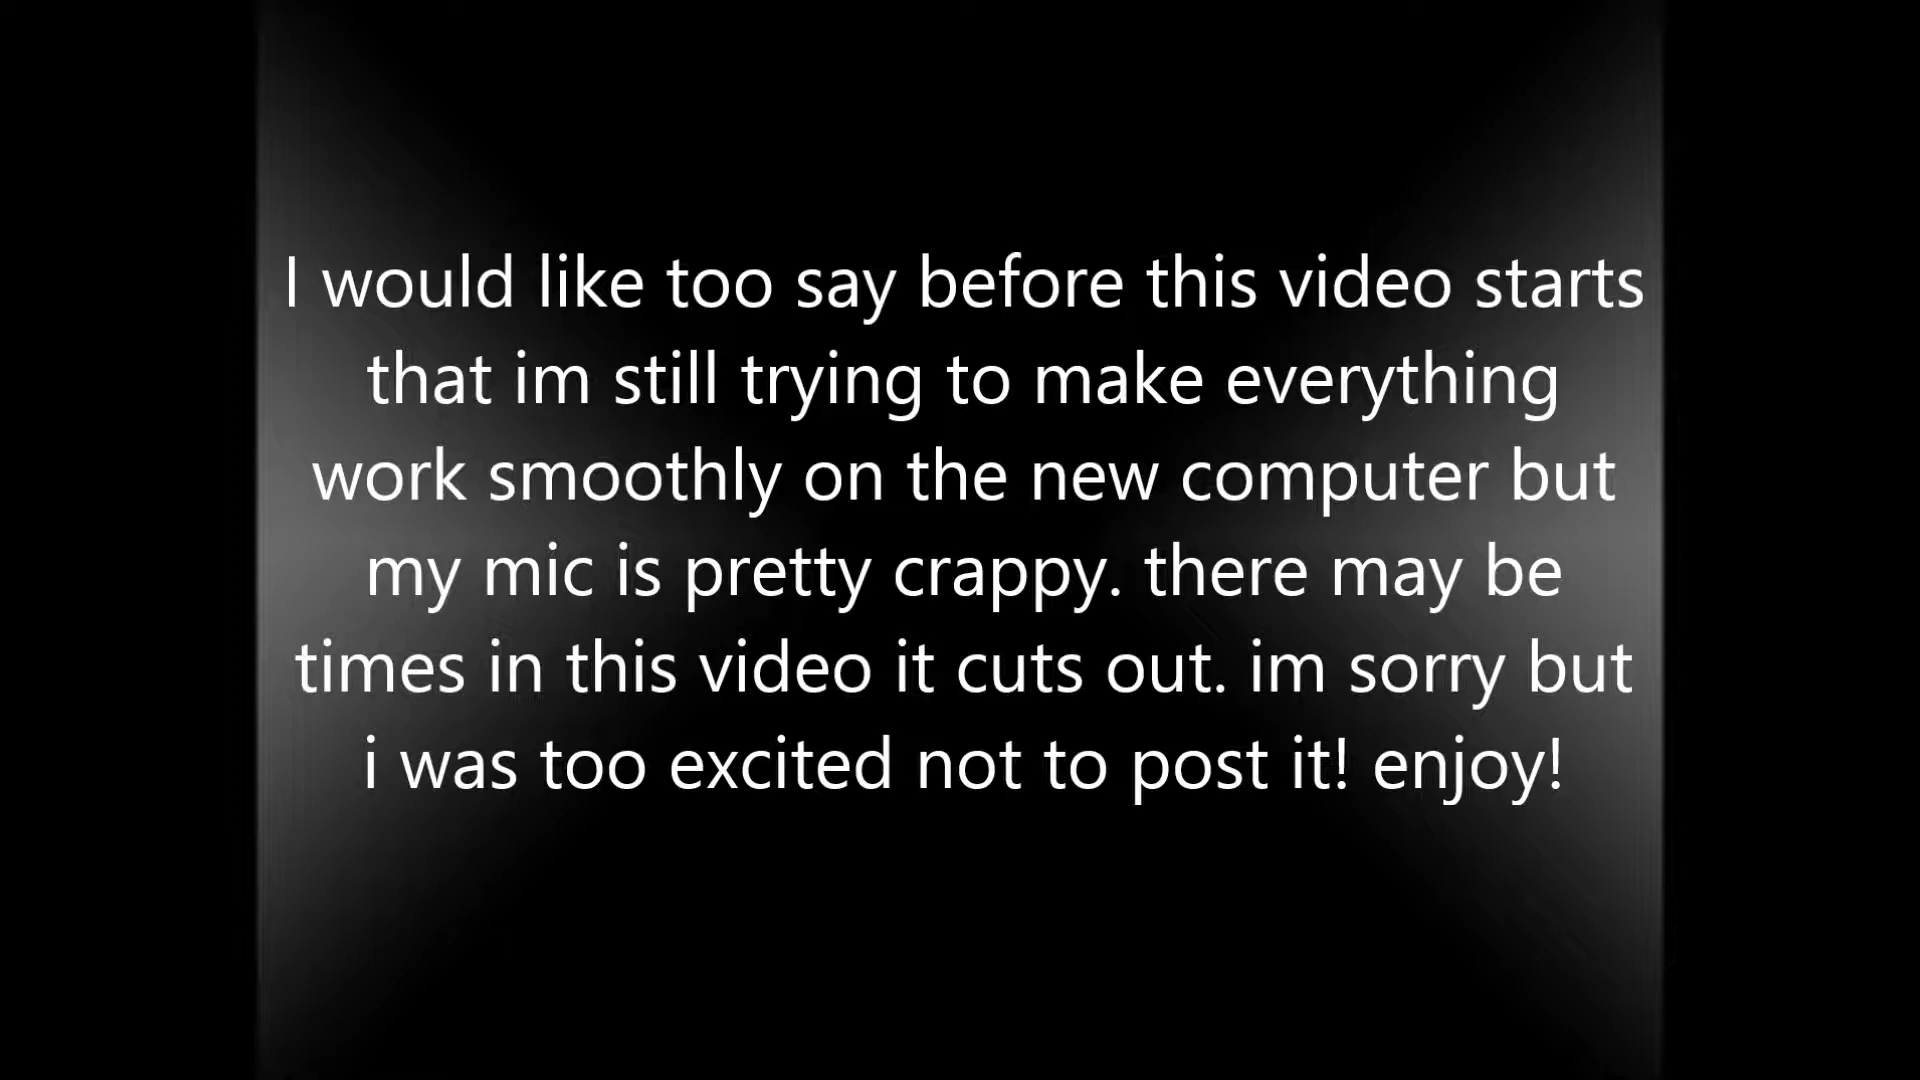 I would like too say before this video starts
that im still trying to make everything
work smoothly on the new computer but
my mic is pretty crappy. there may be
times in this video it cuts out. im sorry but
i was too excited not to post it! enjoy!